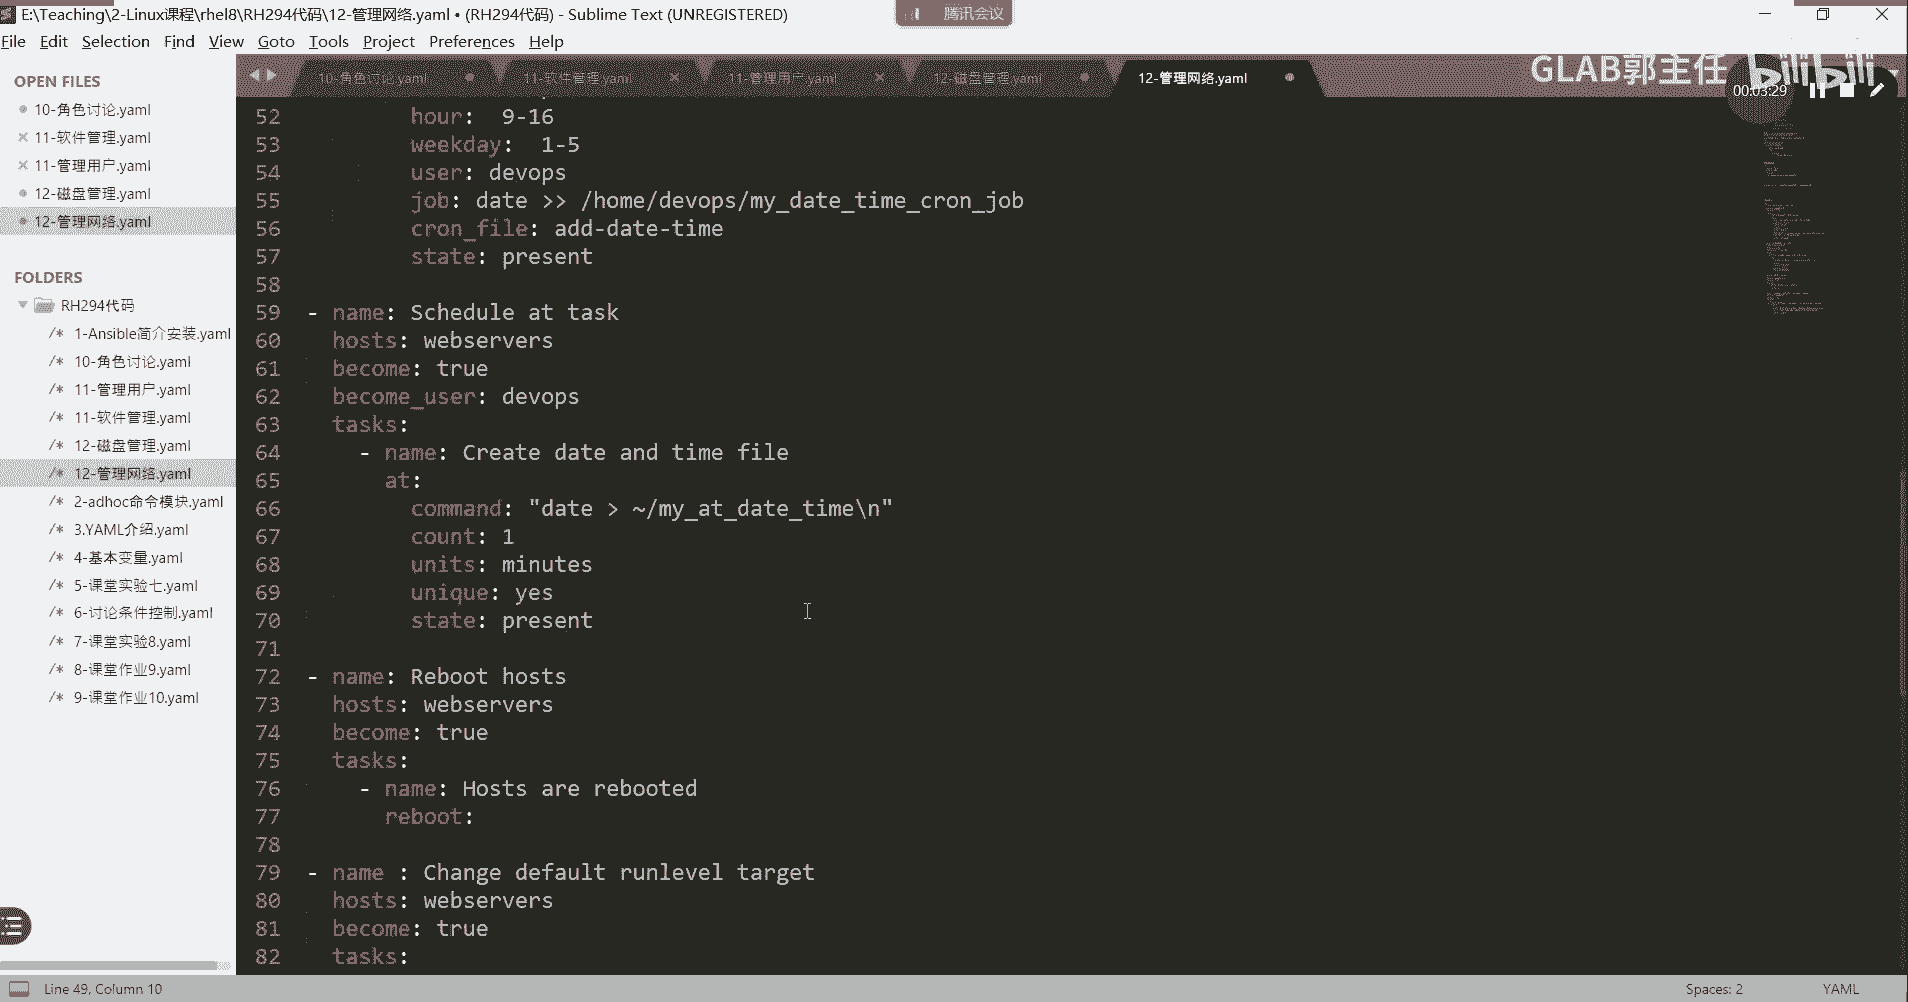 E:\Teaching\2-Linux课程\rhel8\RH294代码\12-管理网络.yaml • (RH294代码) - Sublime Text (UNREGISTERED)
腾讯会议
File Edit Selection Find View Goto Tools Project Preferences Help
GLAB郭主任 bilibili
00:03:29
OPEN FILES
10-角色讨论.yaml
11-软件管理.yaml
11-管理用户.yaml
12-磁盘管理.yaml
12-管理网络.yaml
FOLDERS
RH294代码
/* 1-Ansible简介安装.yaml
/* 10-角色讨论.yaml
/* 11-管理用户.yaml
/* 11-软件管理.yaml
/* 12-磁盘管理.yaml
/* 12-管理网络.yaml
/* 2-adhoc命令模块.yaml
/* 3.YAML介绍.yaml
/* 4-基本变量.yaml
/* 5-课堂实验七.yaml
/* 6-讨论条件控制.yaml
/* 7-课堂实验8.yaml
/* 8-课堂作业9.yaml
/* 9-课堂作业10.yaml
10-角色讨论.yaml 11-软件管理.yaml 11-管理用户.yaml 12-磁盘管理.yaml 12-管理网络.yaml
52 hour: 9-16
53 weekday: 1-5
54 user: devops
55 job: date >> /home/devops/my_date_time_cron_job
56 cron_file: add-date-time
57 state: present
58
59 - name: Schedule at task
60 hosts: webservers
61 become: true
62 become_user: devops
63 tasks:
64 - name: Create date and time file
65 at:
66 command: "date > ~/my_at_date_time\n"
67 count: 1
68 units: minutes
69 unique: yes
70 state: present
71
72 - name: Reboot hosts
73 hosts: webservers
74 become: true
75 tasks:
76 - name: Hosts are rebooted
77 reboot:
78
79 - name : Change default runlevel target
80 hosts: webservers
81 become: true
82 tasks:
Line 49, Column 10
Spaces: 2
YAML